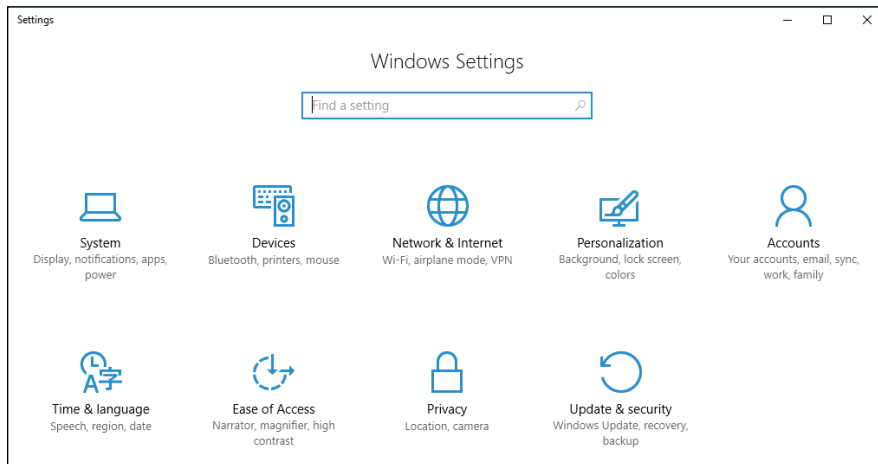 Settings
Windows Settings
Find a setting
System
Display, notifications, apps,
power
Devices
Bluetooth, printers, mouse
Network & Internet
Wi-Fi, airplane mode, VPN
Personalization
Background, lock screen,
colors
Accounts
Your accounts, email, sync,
work, family
A字
Time & language
Speech, region, date
Ease of Access
Narrator, magnifier, high
contrast
Privacy
Location, camera
Update & security
Windows Update, recovery,
backup